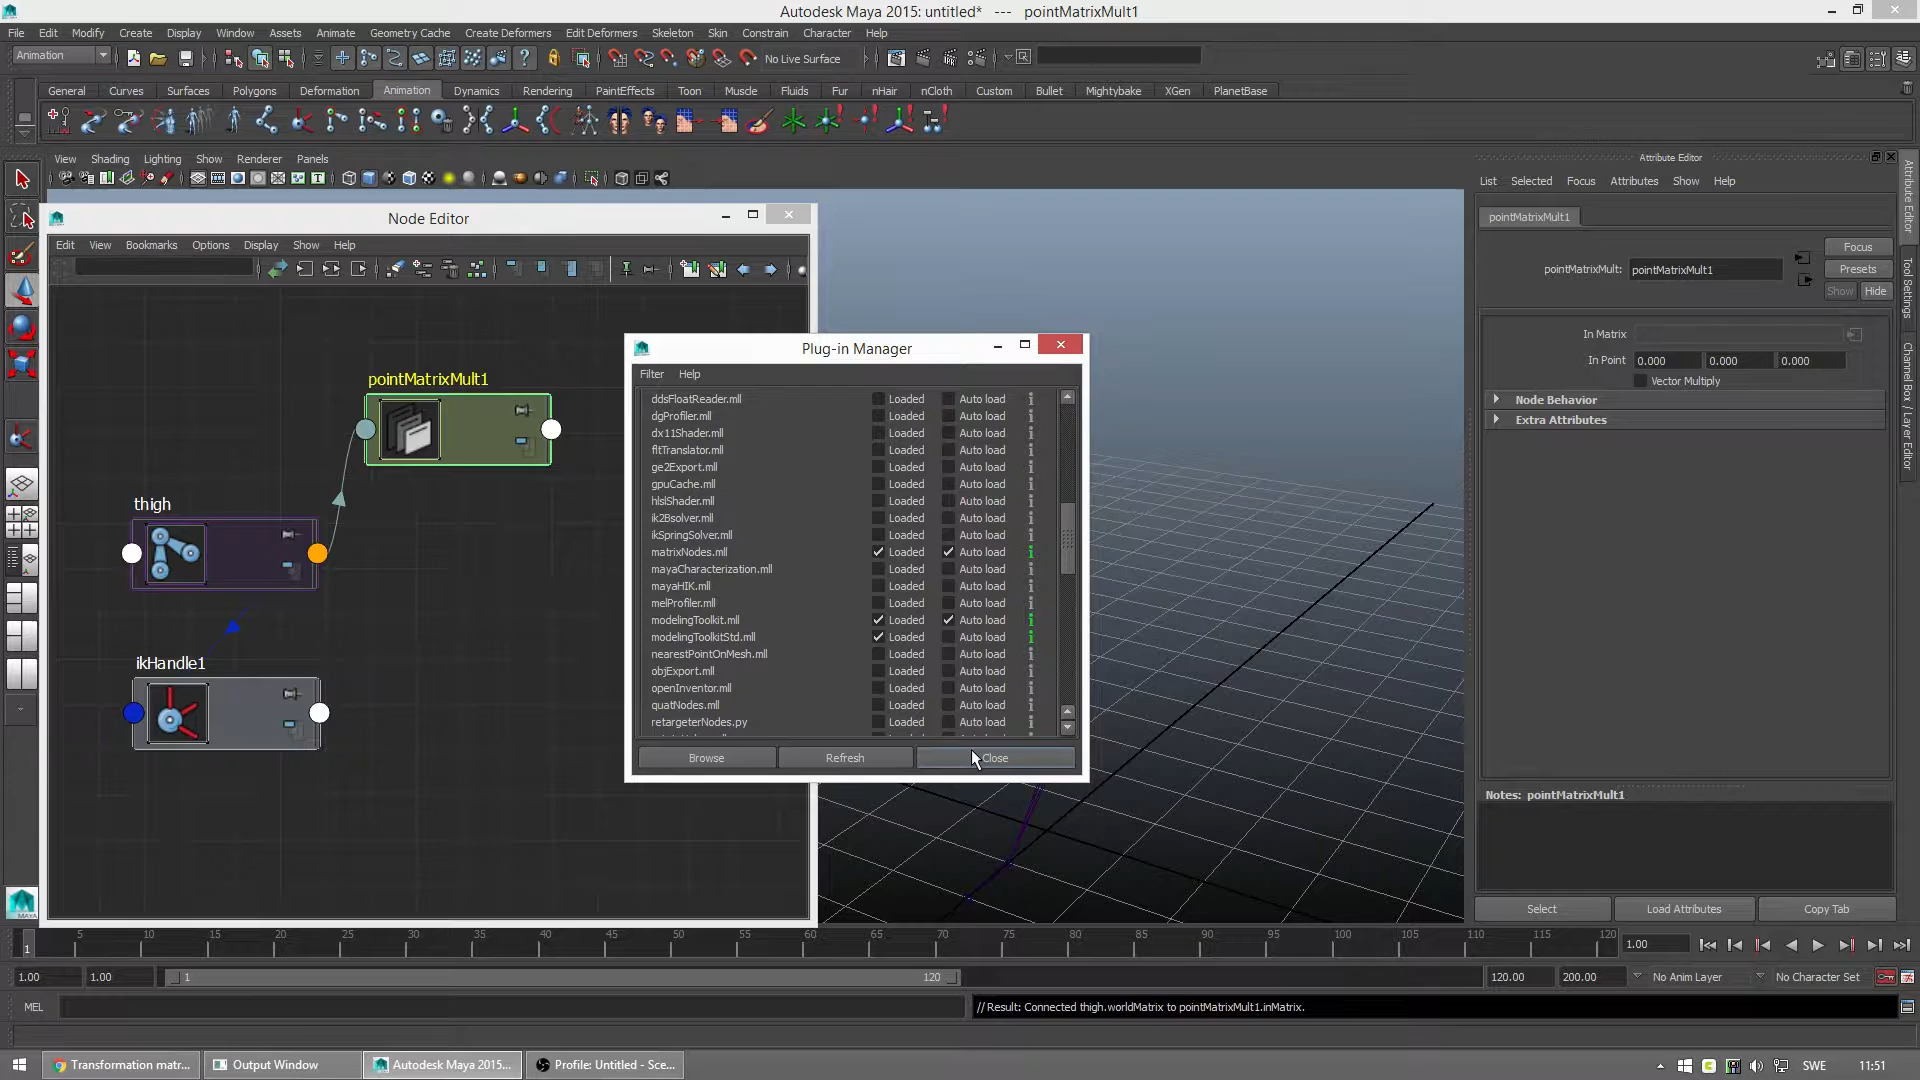 Autodesk Maya 2015: untitled*   ---   pointMatrixMult1
File Edit Modify Create Display Window Assets Animate Geometry Cache Create Deformers Edit Deformers Skeleton Skin Constrain Character Help
Animation
No Live Surface
General Curves Surfaces Polygons Deformation Animation Dynamics Rendering PaintEffects Toon Muscle Fluids Fur nHair nCloth Custom Bullet Mightybake XGen PlanetBase
View Shading Lighting Show Renderer Panels
Node Editor
Edit View Bookmarks Options Display Show Help
pointMatrixMult1
thigh
ikHandle1
Plug-in Manager
Filter Help
ddsFloatReader.mll Loaded Auto load i
dgProfiler.mll Loaded Auto load i
dx11Shader.mll Loaded Auto load i
fltTranslator.mll Loaded Auto load i
ge2Export.mll Loaded Auto load i
gpuCache.mll Loaded Auto load i
hlslShader.mll Loaded Auto load i
ik2Bsolver.mll Loaded Auto load i
ikSpringSolver.mll Loaded Auto load i
matrixNodes.mll Loaded Auto load i
mayaCharacterization.mll Loaded Auto load i
mayaHIK.mll Loaded Auto load i
melProfiler.mll Loaded Auto load i
modelingToolkit.mll Loaded Auto load i
modelingToolkitStd.mll Loaded Auto load i
nearestPointOnMesh.mll Loaded Auto load i
objExport.mll Loaded Auto load i
openInventor.mll Loaded Auto load i
quatNodes.mll Loaded Auto load i
retargeterNodes.py Loaded Auto load i
Browse Refresh Close
Attribute Editor
List Selected Focus Attributes Show Help
pointMatrixMult1
Focus
pointMatrixMult: pointMatrixMult1
Presets
Show Hide
In Matrix
In Point 0.000 0.000 0.000
Vector Multiply
Node Behavior
Extra Attributes
Notes: pointMatrixMult1
Select Load Attributes Copy Tab
Attribute Editor
Tool Settings
Channel Box / Layer Editor
MAYA
1 5 10 15 20 25 30 35 40 45 50 55 60 65 70 75 80 85 90 95 100 105 110 115 120
1.00
1.00 1.00 1 120 120.00 200.00 No Anim Layer No Character Set
MEL
// Result: Connected thigh.worldMatrix to pointMatrixMult1.inMatrix.
Transformation matr... Output Window Autodesk Maya 2015... Profile: Untitled - Sce... SWE 11:51